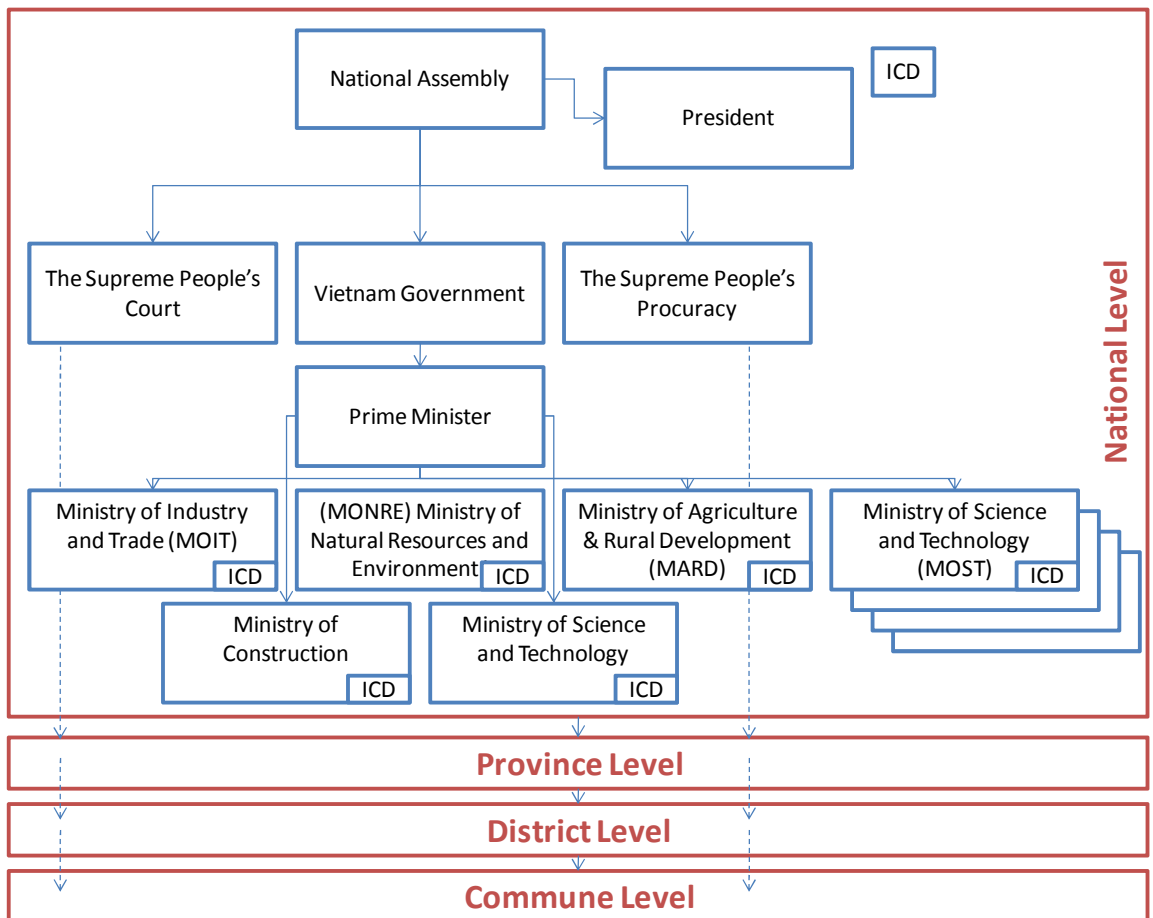 National Assembly
ICD
President
The Supreme People's
Court
Vietnam Government
The Supreme People's
Procuracy
National Level
Prime Minister
Ministry of Industry
and Trade (MOIT)
ICD
(MONRE) Ministry of
Natural Resources and
Environment
ICD
Ministry of Agriculture
& Rural Development
(MARD)
ICD
Ministry of Science
and Technology
(MOST)
ICD
Ministry of
Construction
ICD
Ministry of Science
and Technology
ICD
Province Level
District Level
Commune Level